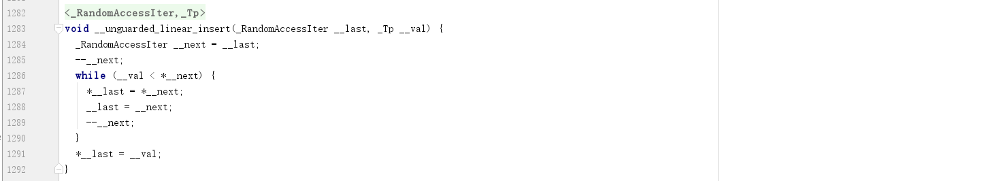 1282 <_RandomAccessIter,_Tp>
1283 void __unguarded_linear_insert(_RandomAccessIter __last, _Tp __val) {
1284   _RandomAccessIter __next = __last;
1285   --__next;
1286   while (__val < *__next) {
1287     *__last = *__next;
1288     __last = __next;
1289     --__next;
1290   }
1291   *__last = __val;
1292 }